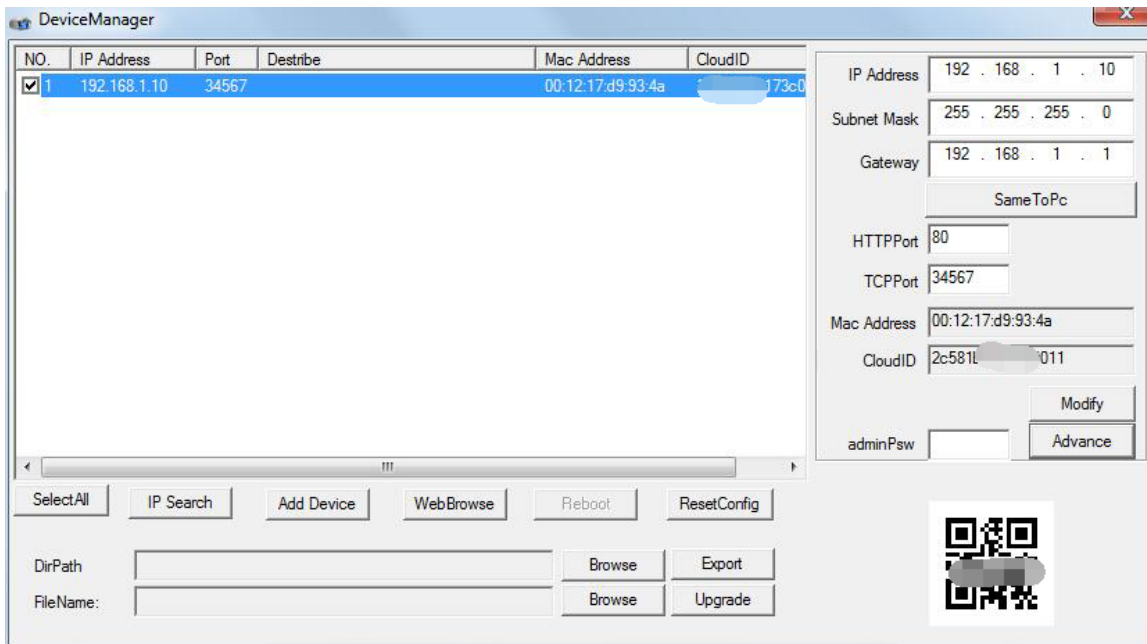 DeviceManager
NO. IP Address Port Destribe Mac Address CloudID
1 192.168.1.10 34567 00:12:17:d9:93:4a 173c0
IP Address 192 . 168 . 1 . 10
Subnet Mask 255 . 255 . 255 . 0
Gateway 192 . 168 . 1 . 1
SameToPc
HTTPPort 80
TCPPort 34567
Mac Address 00:12:17:d9:93:4a
CloudID 2c581 011
Modify
adminPsw Advance
SelectAll IP Search Add Device WebBrowse Reboot ResetConfig
DirPath Browse Export
FileName: Browse Upgrade